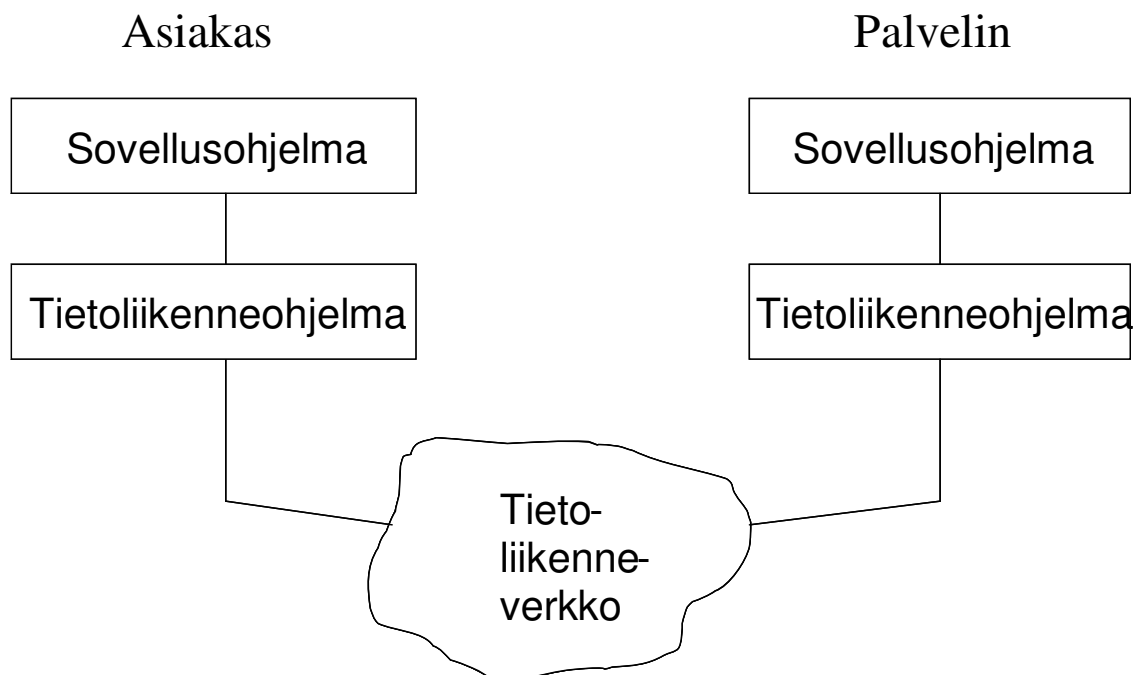 Asiakas
Palvelin
Sovellusohjelma
Sovellusohjelma
Tietoliikenneohjelma
Tietoliikenneohjelma
Tieto-
liikenne-
verkko